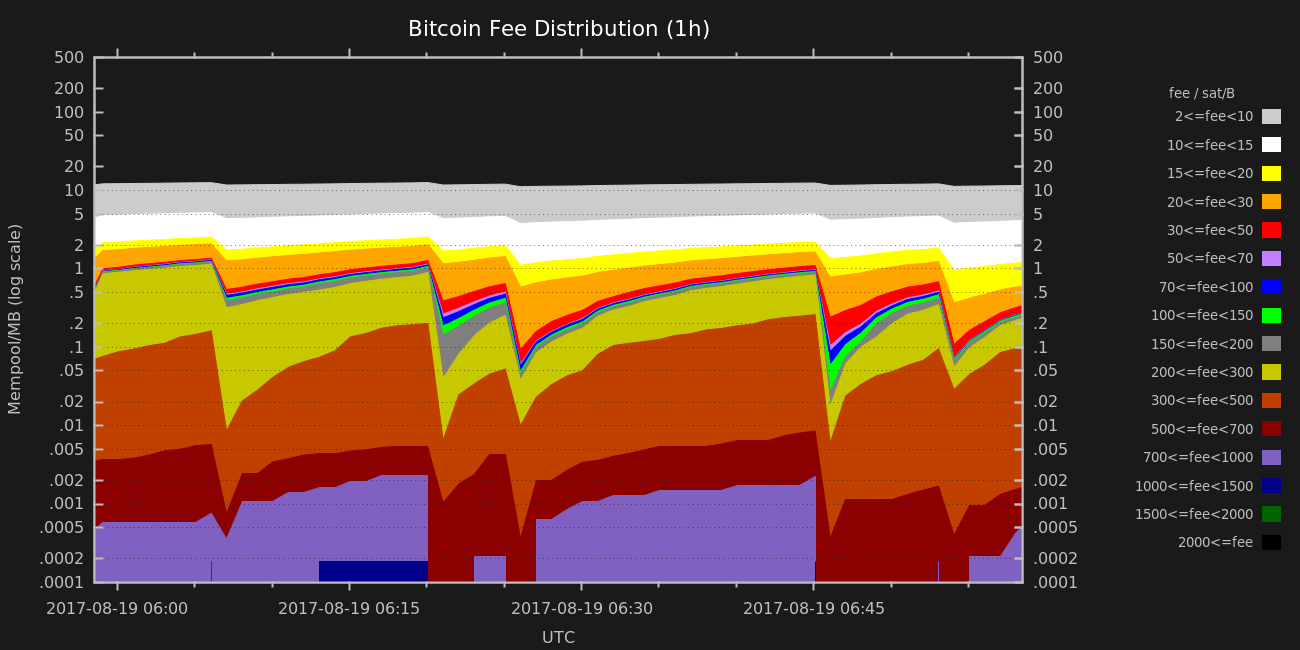 Bitcoin Fee Distribution (1h)
500 500
200 200
100 100
50 50
20 20
10 10
5 5
2 2
1 1
.5 .5
.2 .2
.1 .1
.05 .05
.02 .02
.01 .01
.005 .005
.002 .002
.001 .001
.0005 .0005
.0002 .0002
.0001 .0001
Mempool/MB (log scale)
2017-08-19 06:00 2017-08-19 06:15 2017-08-19 06:30 2017-08-19 06:45
UTC
fee / sat/B
2<=fee<10
10<=fee<15
15<=fee<20
20<=fee<30
30<=fee<50
50<=fee<70
70<=fee<100
100<=fee<150
150<=fee<200
200<=fee<300
300<=fee<500
500<=fee<700
700<=fee<1000
1000<=fee<1500
1500<=fee<2000
2000<=fee